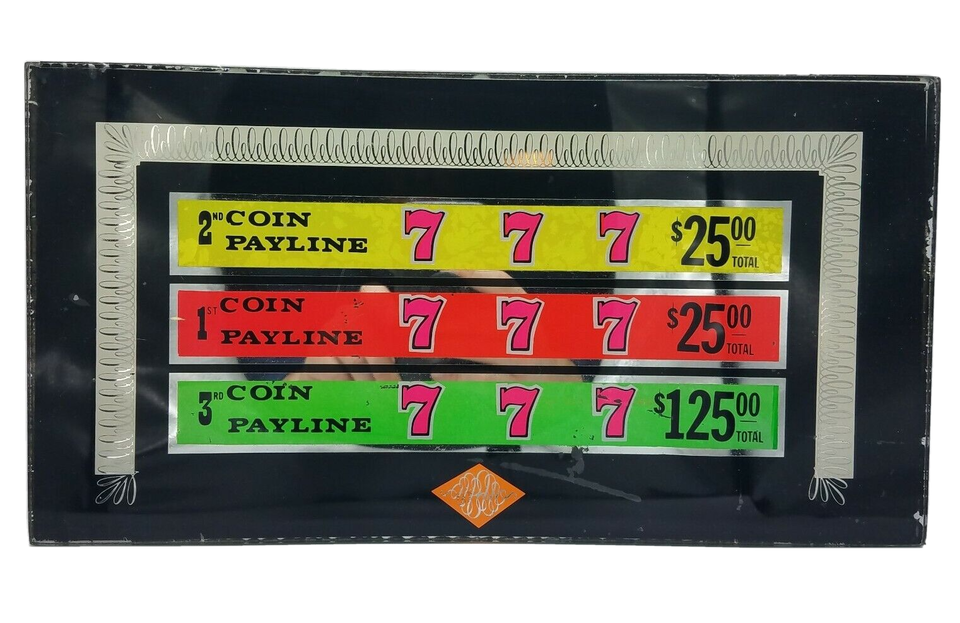 2ND COIN PAYLINE 7 7 7 $25.00 TOTAL
1ST COIN PAYLINE 7 7 7 $25.00 TOTAL
3RD COIN PAYLINE 7 7 7 $125.00 TOTAL